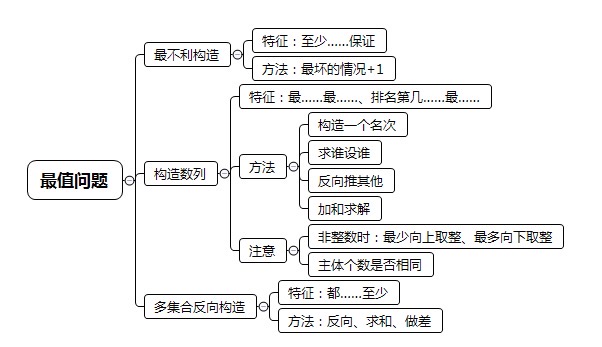 最值问题
最不利构造
特征：至少……保证
方法：最坏的情况+1
构造数列
特征：最……最……、排名第几……最……
方法
构造一个名次
求谁设谁
反向推其他
加和求解
注意
非整数时：最少向上取整、最多向下取整
主体个数是否相同
多集合反向构造
特征：都……至少
方法：反向、求和、做差